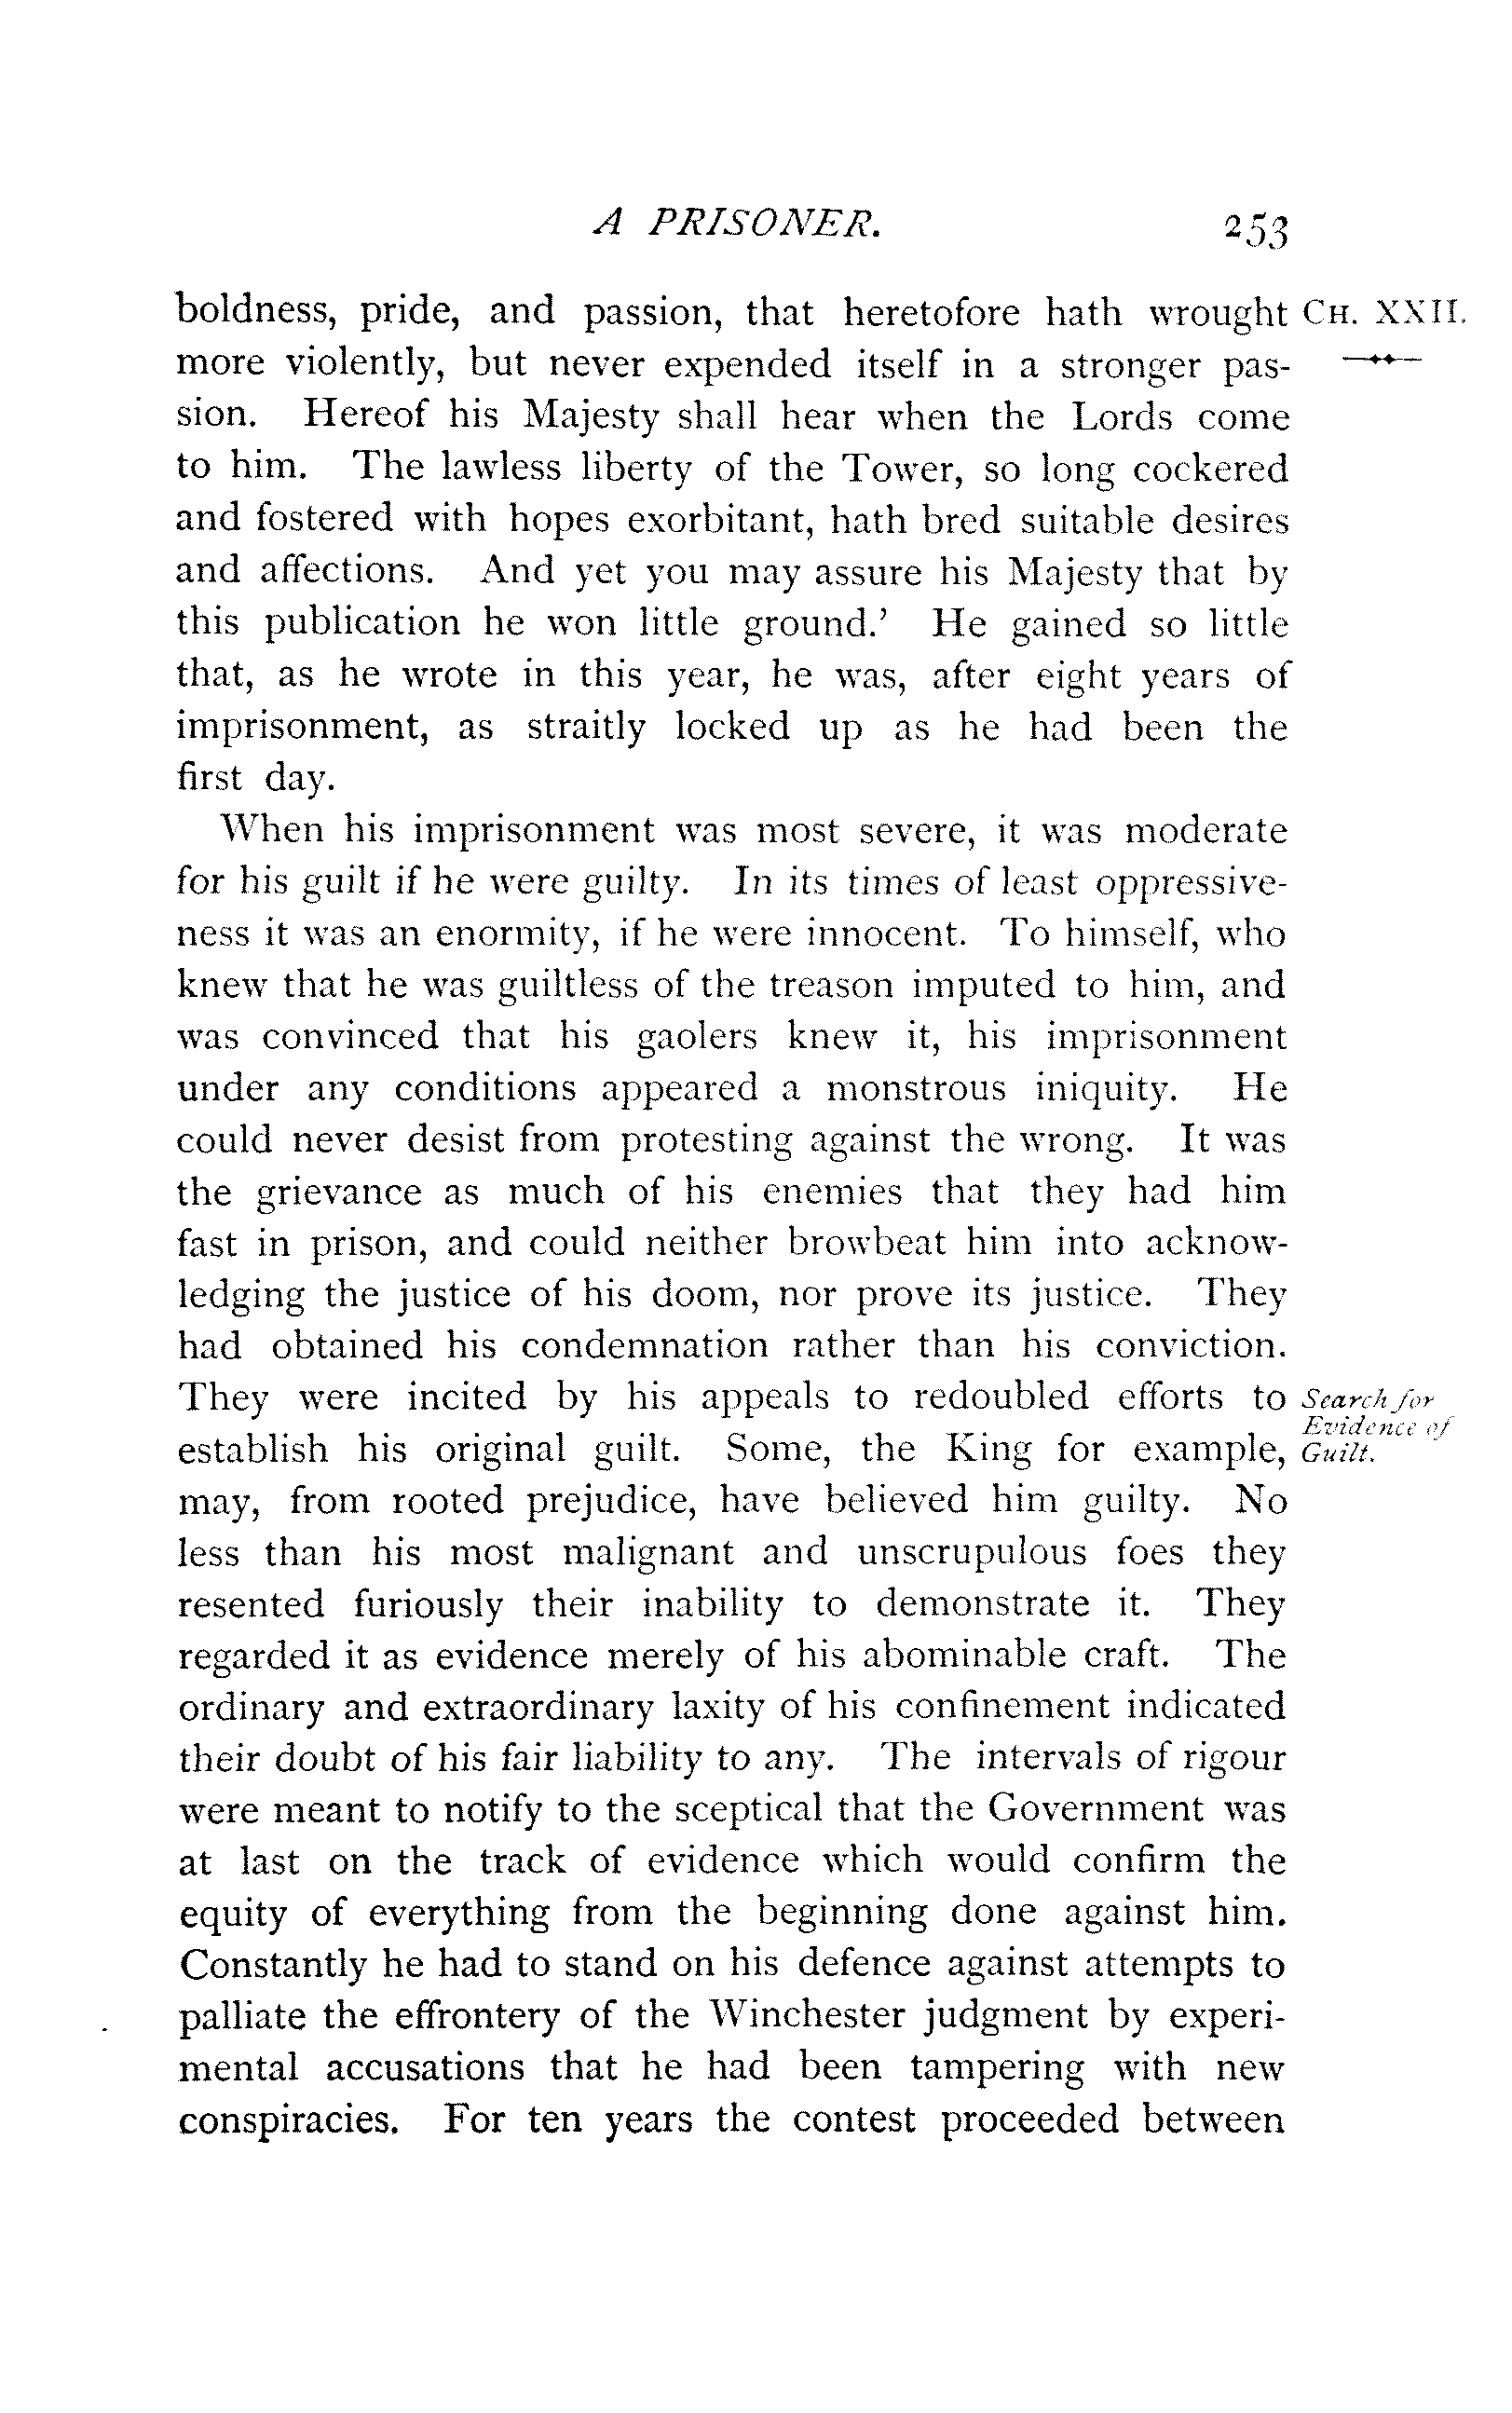 A PRISONER. 253
boldness, pride, and passion, that heretofore hath wrought CH. XXII.
more violently, but never expended itself in a stronger pas-
sion. Hereof his Majesty shall hear when the Lords come
to him. The lawless liberty of the Tower, so long cockered
and fostered with hopes exorbitant, hath bred suitable desires
and affections. And yet you may assure his Majesty that by
this publication he won little ground.' He gained so little
that, as he wrote in this year, he was, after eight years of
imprisonment, as straitly locked up as he had been the
first day.
When his imprisonment was most severe, it was moderate
for his guilt if he were guilty. In its times of least oppressive-
ness it was an enormity, if he were innocent. To himself, who
knew that he was guiltless of the treason imputed to him, and
was convinced that his gaolers knew it, his imprisonment
under any conditions appeared a monstrous iniquity. He
could never desist from protesting against the wrong. It was
the grievance as much of his enemies that they had him
fast in prison, and could neither browbeat him into acknow-
ledging the justice of his doom, nor prove its justice. They
had obtained his condemnation rather than his conviction.
They were incited by his appeals to redoubled efforts to
establish his original guilt. Some, the King for example,
Search for
Evidence of
Guilt.
may, from rooted prejudice, have believed him guilty. No
less than his most malignant and unscrupulous foes they
resented furiously their inability to demonstrate it. They
regarded it as evidence merely of his abominable craft. The
ordinary and extraordinary laxity of his confinement indicated
their doubt of his fair liability to any. The intervals of rigour
were meant to notify to the sceptical that the Government was
at last on the track of evidence which would confirm the
equity of everything from the beginning done against him.
Constantly he had to stand on his defence against attempts to
palliate the effrontery of the Winchester judgment by experi-
mental accusations that he had been tampering with new
conspiracies. For ten years the contest proceeded between